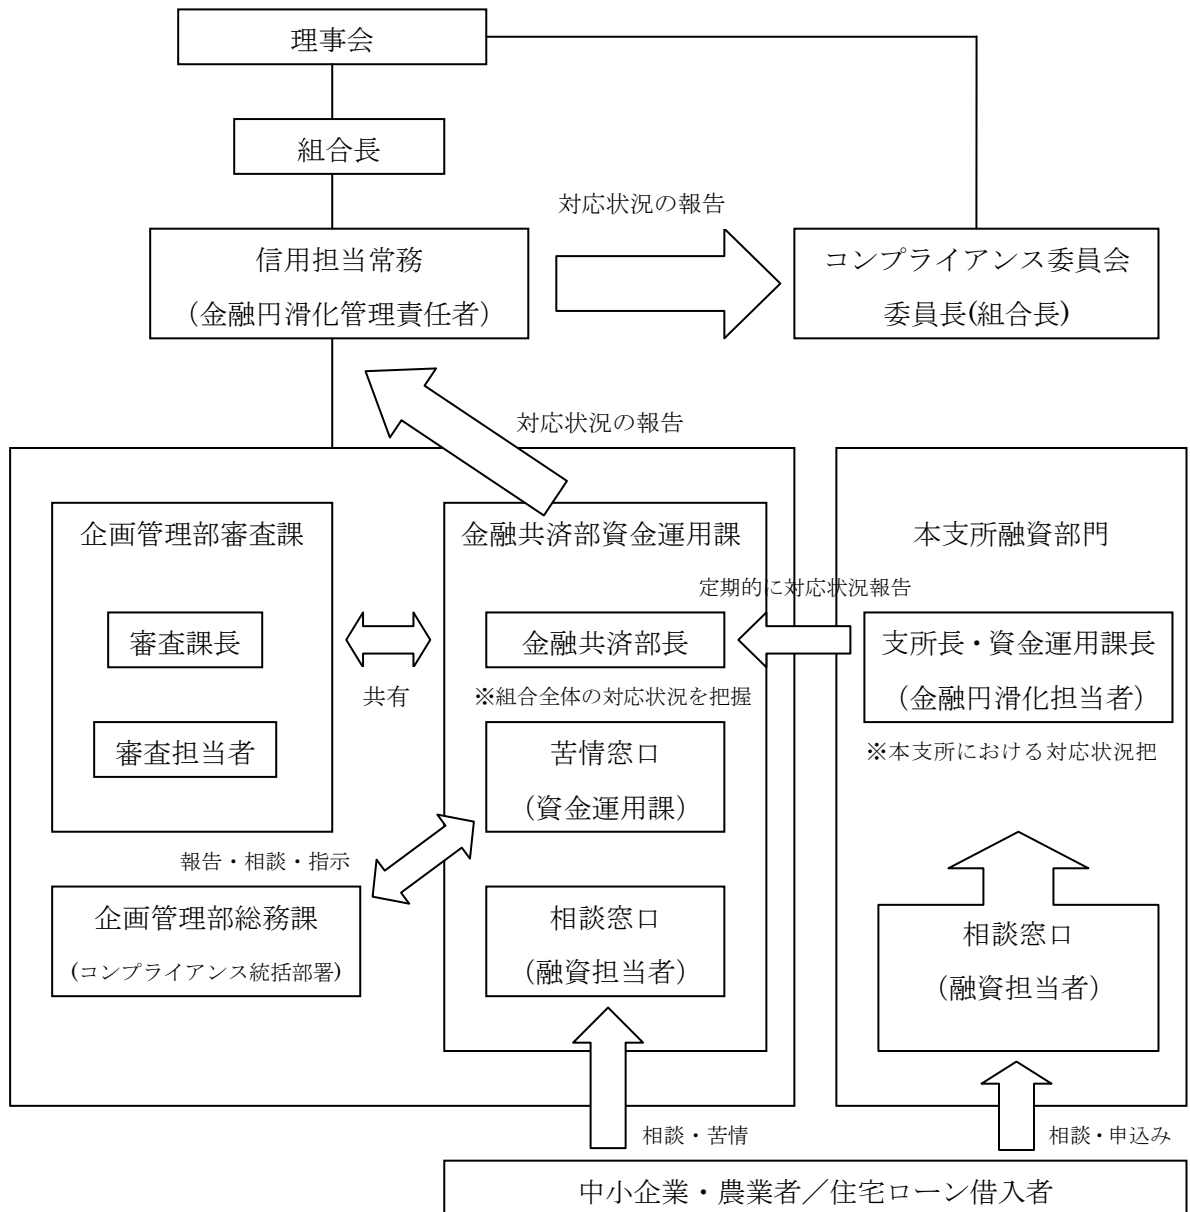 理事会
組合長
対応状況の報告
信用担当常務
（金融円滑化管理責任者）
コンプライアンス委員会
委員長(組合長)
対応状況の報告
企画管理部審査課
審査課長
審査担当者
共有
金融共済部資金運用課
金融共済部長
※組合全体の対応状況を把握
苦情窓口
（資金運用課）
相談窓口
（融資担当者）
報告・相談・指示
企画管理部総務課
(コンプライアンス統括部署)
本支所融資部門
定期的に対応状況報告
支所長・資金運用課長
（金融円滑化担当者）
※本支所における対応状況把
相談窓口
（融資担当者）
相談・苦情
相談・申込み
中小企業・農業者／住宅ローン借入者